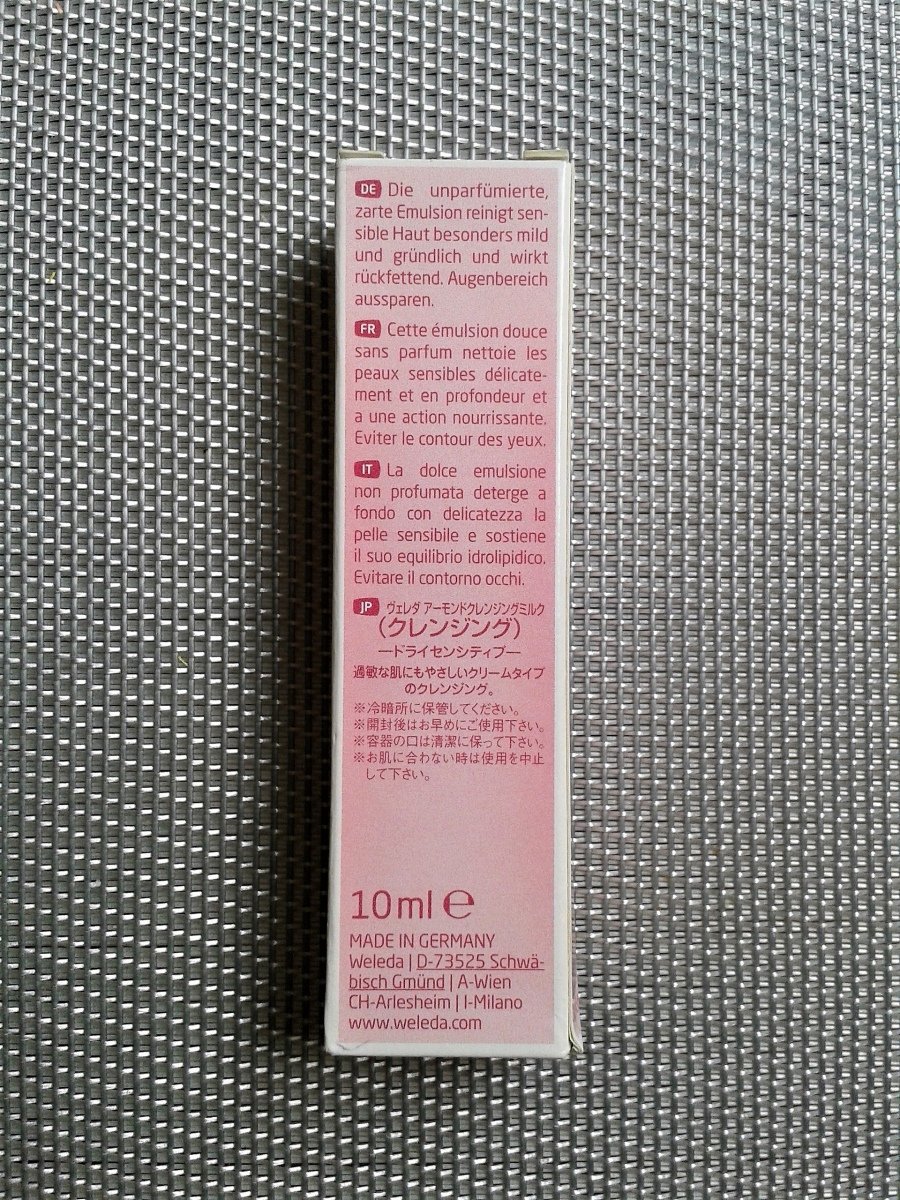 DE Die unparfümierte,
zarte Emulsion reinigt sen-
sible Haut besonders mild
und gründlich und wirkt
rückfettend. Augenbereich
aussparen.
FR Cette émulsion douce
sans parfum nettoie les
peaux sensibles délicate-
ment et en profondeur et
a une action nourrissante.
Eviter le contour des yeux.
IT La dolce emulsione
non profumata deterge a
fondo con delicatezza la
pelle sensibile e sostiene
il suo equilibrio idrolipidico.
Evitare il contorno occhi.
JP ヴェレダ アーモンドクレンジングミルク
(クレンジング)
―ドライセンシティブ―
過敏な肌にもやさしいクリームタイプ
のクレンジング。
※冷暗所に保管してください。
※開封後はお早めにご使用下さい。
※容器の口は清潔に保って下さい。
※お肌に合わない時は使用を中止
して下さい。
10ml ℮
MADE IN GERMANY
Weleda | D-73525 Schwä-
bisch Gmünd | A-Wien
CH-Arlesheim | I-Milano
www.weleda.com